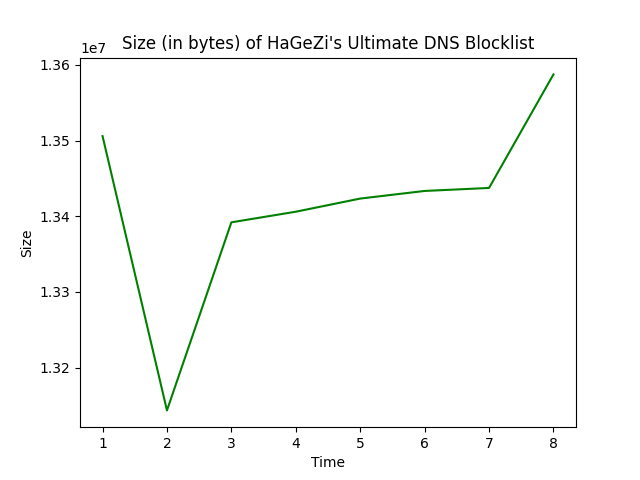 Size (in bytes) of HaGeZi's Ultimate DNS Blocklist
1e7
1.36
1.35
1.34
1.33
1.32
Size
1 2 3 4 5 6 7 8
Time